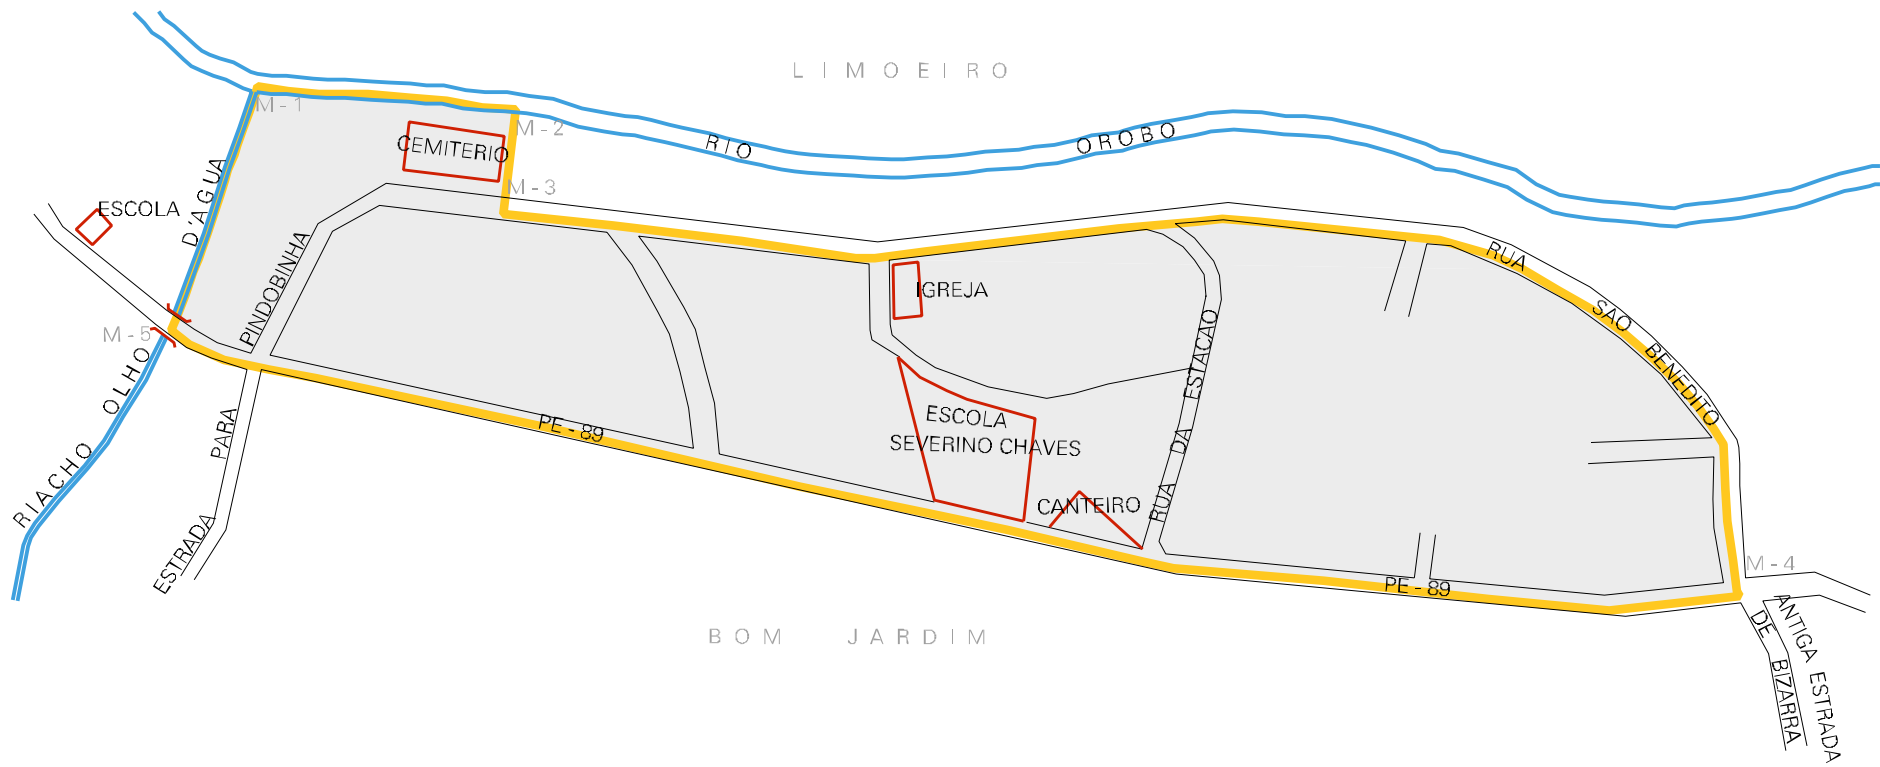 LIMOEIRO
M - 1
M - 2
CEMITERIO
RIO OROBO
D'AGUA
M - 3
ESCOLA
PINDOBINHA
RUA SAO BENEDITO
IGREJA
M - 5
RUA DA ESTACAO
RIACHO OLHO
ESTRADA PARA
PE - 89
ESCOLA
SEVERINO CHAVES
CANTEIRO
PE - 89
M - 4
ANTIGA ESTRADA
DE BIZARRA
BOM JARDIM